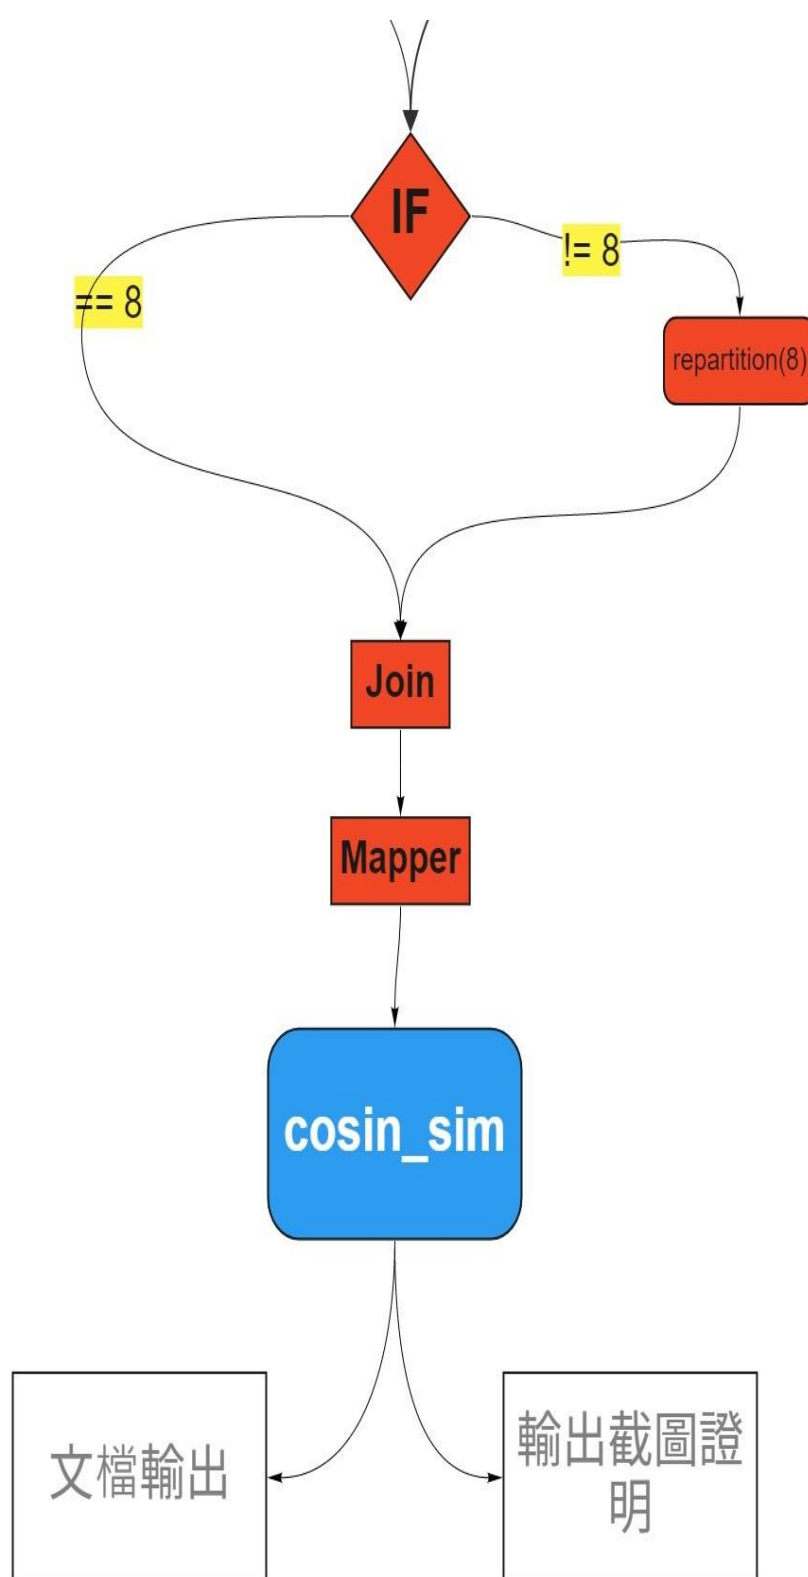 IF
!= 8
== 8
repartition(8)
Join
Mapper
cosin_sim
文檔輸出
輸出截圖證
明